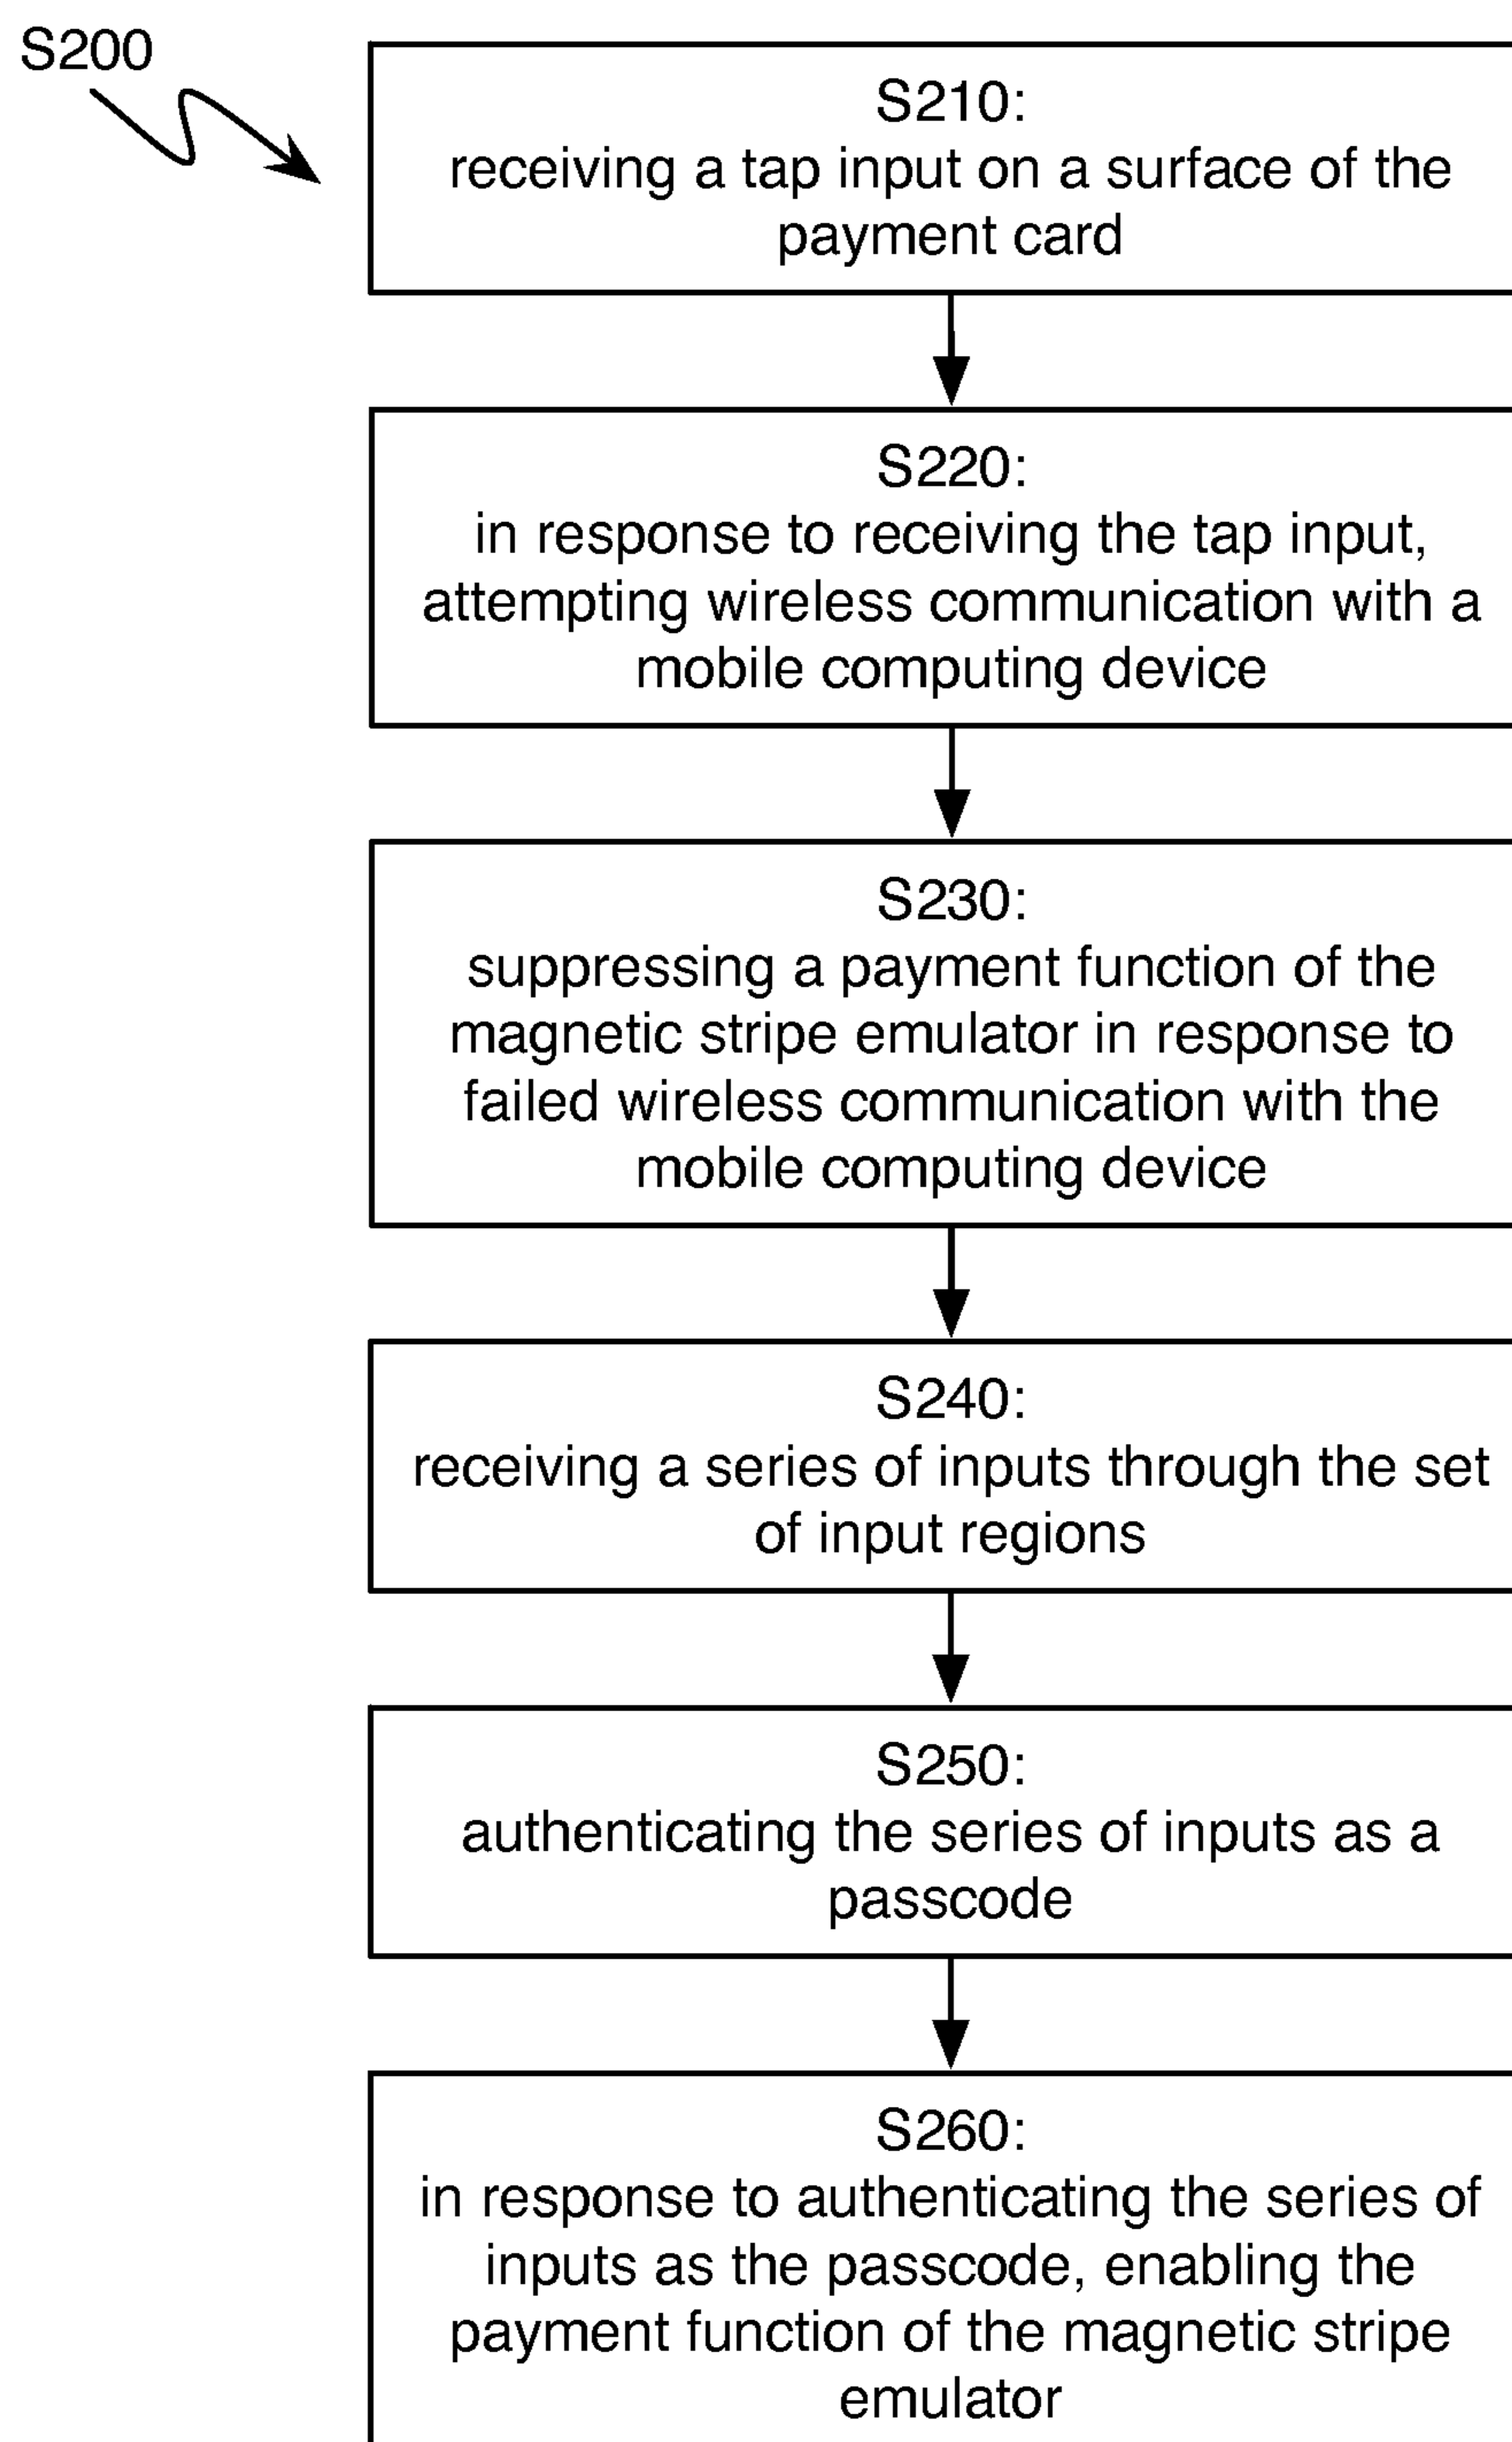 S200
S210:
receiving a tap input on a surface of the
payment card
S220:
in response to receiving the tap input,
attempting wireless communication with a
mobile computing device
S230:
suppressing a payment function of the
magnetic stripe emulator in response to
failed wireless communication with the
mobile computing device
S240:
receiving a series of inputs through the set
of input regions
S250:
authenticating the series of inputs as a
passcode
S260:
in response to authenticating the series of
inputs as the passcode, enabling the
payment function of the magnetic stripe
emulator